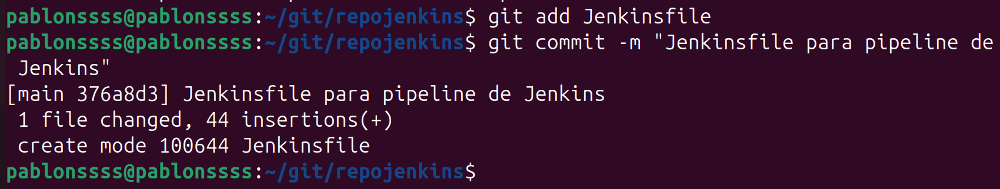 pablonssss@pablonssss:~/git/repojenkins$ git add Jenkinsfile
pablonssss@pablonssss:~/git/repojenkins$ git commit -m "Jenkinsfile para pipeline de
 Jenkins"
[main 376a8d3] Jenkinsfile para pipeline de Jenkins
 1 file changed, 44 insertions(+)
 create mode 100644 Jenkinsfile
pablonssss@pablonssss:~/git/repojenkins$